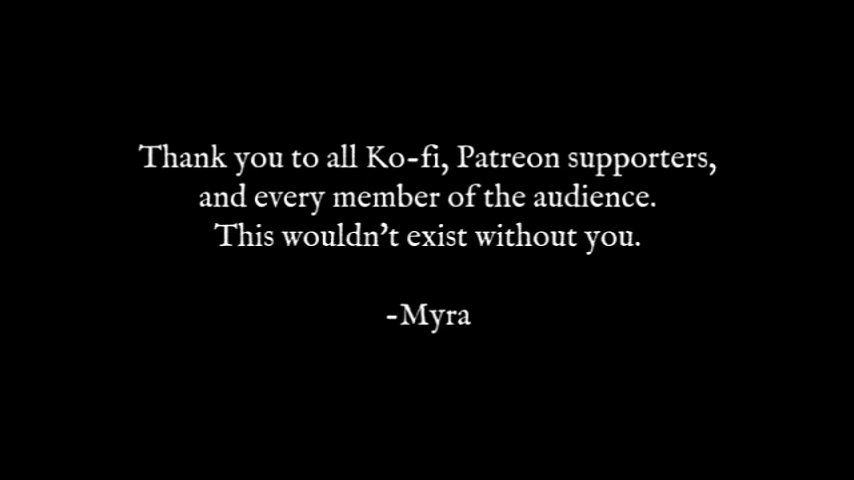 Thank you to all Ko-fi, Patreon supporters,
and every member of the audience.
This wouldn't exist without you.
-Myra